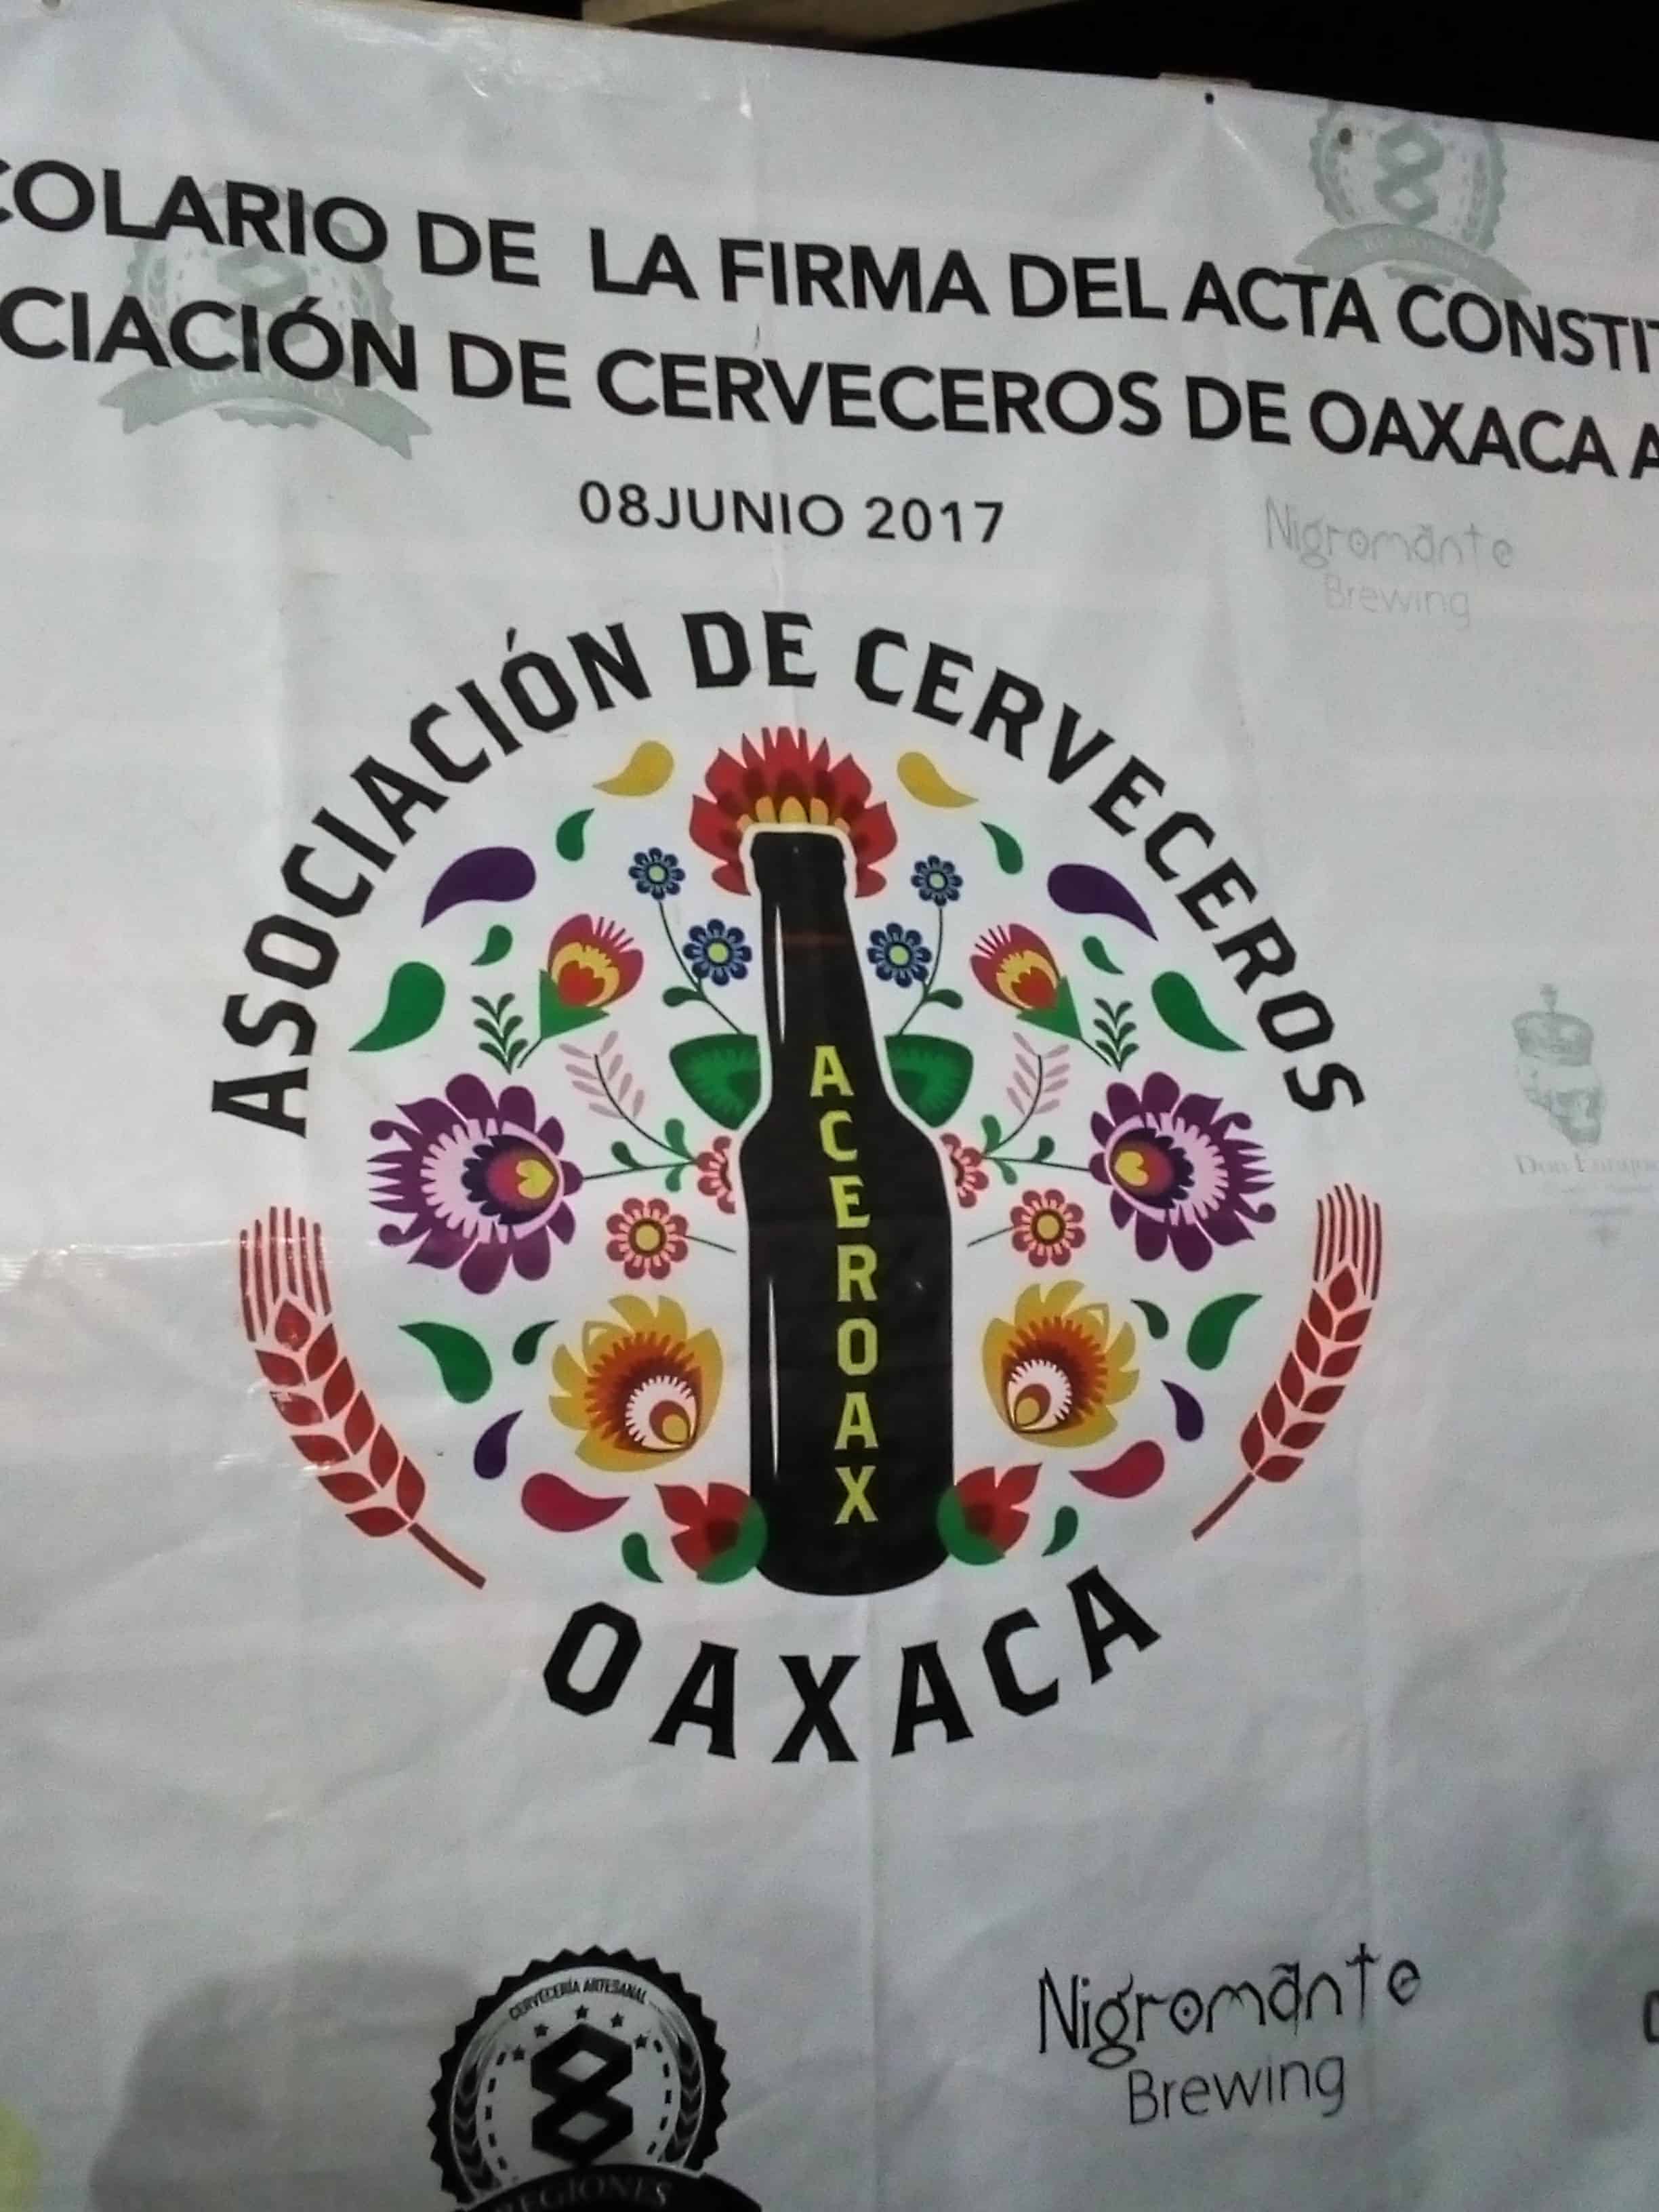 COLARIO DE LA FIRMA DEL ACTA CONSTIT
CIACIÓN DE CERVECEROS DE OAXACA A
08JUNIO 2017
Nigromante
Brewing
ASOCIACIÓN DE CERVECEROS
ACEROAX
OAXACA
CERVECERÍA ARTESANAL
8
REGIONES
Nigromante
Brewing